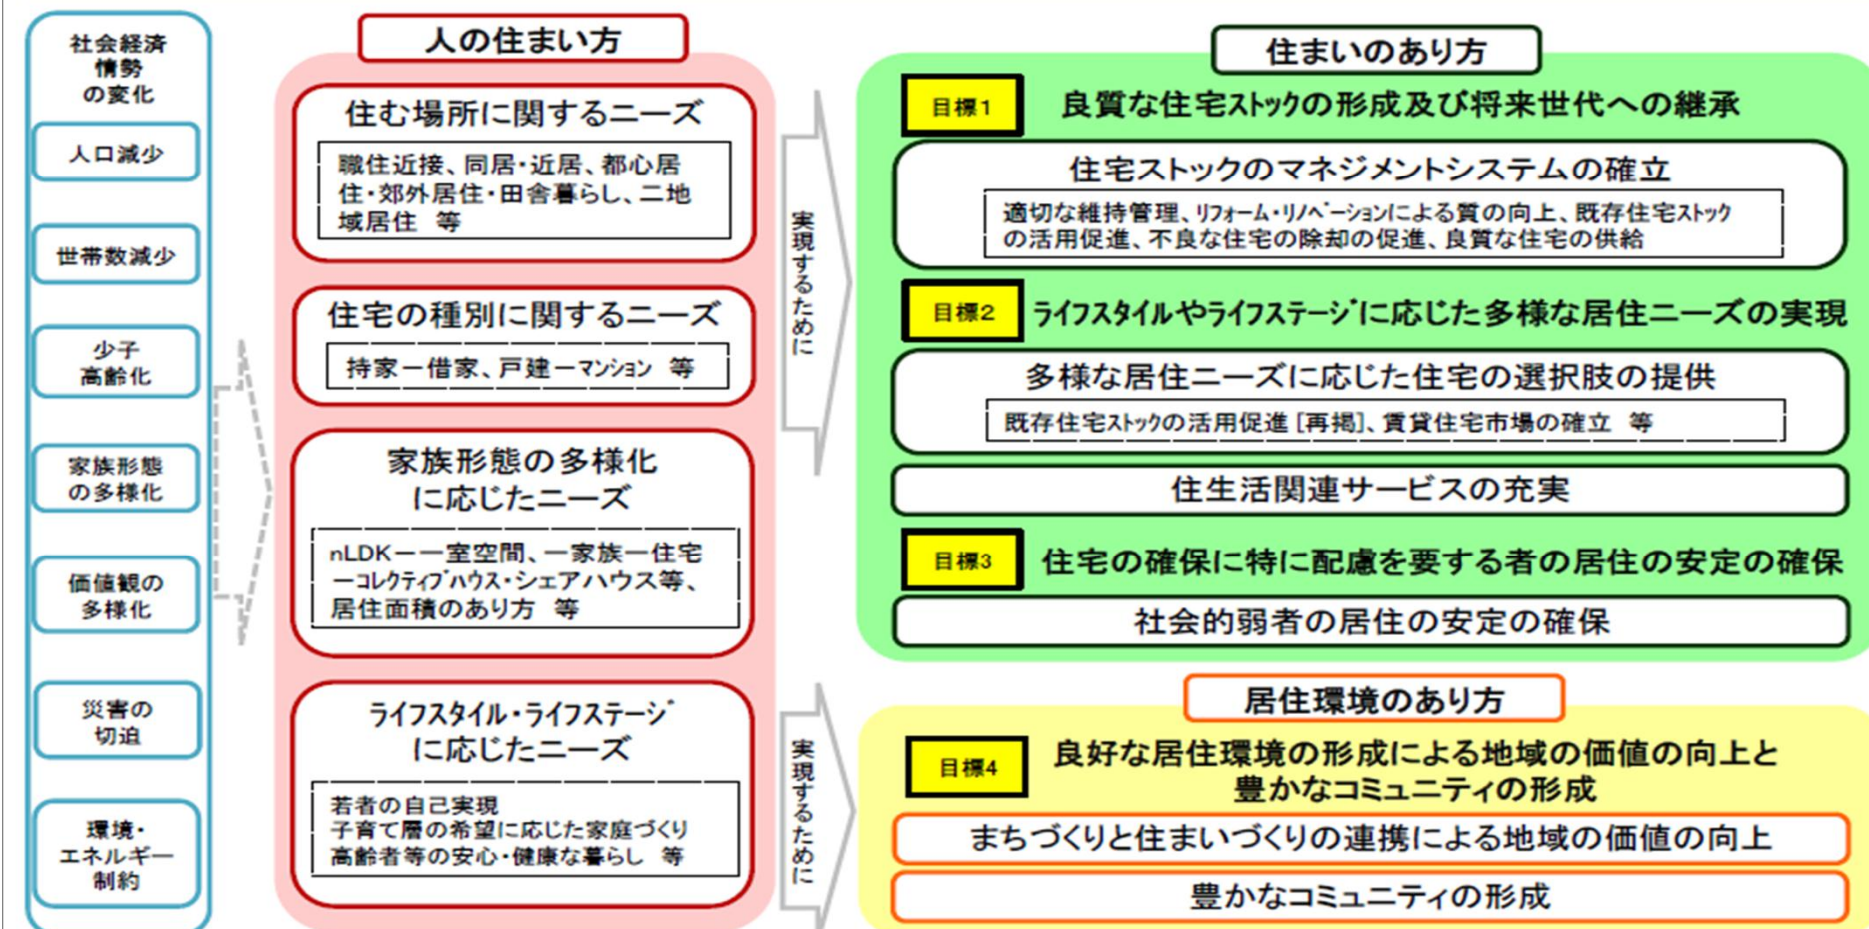 社会経済
情勢
の変化
人口減少
世帯数減少
少子
高齢化
家族形態
の多様化
価値観の
多様化
災害の
切迫
環境・
エネルギー
制約
人の住まい方
住む場所に関するニーズ
職住近接、同居・近居、都心居
住・郊外居住・田舎暮らし、二地
域居住 等
住宅の種別に関するニーズ
持家ー借家、戸建ーマンション 等
家族形態の多様化
に応じたニーズ
nLDKー一室空間、一家族一住宅
ーコレクティブハウス・シェアハウス等、
居住面積のあり方 等
ライフスタイル・ライフステージ
に応じたニーズ
若者の自己実現
子育て層の希望に応じた家庭づくり
高齢者等の安心・健康な暮らし 等
実現するために
実現するために
住まいのあり方
目標1 良質な住宅ストックの形成及び将来世代への継承
住宅ストックのマネジメントシステムの確立
適切な維持管理、リフォーム・リノベーションによる質の向上、既存住宅ストック
の活用促進、不良な住宅の除却の促進、良質な住宅の供給
目標2 ライフスタイルやライフステージに応じた多様な居住ニーズの実現
多様な居住ニーズに応じた住宅の選択肢の提供
既存住宅ストックの活用促進[再掲]、賃貸住宅市場の確立 等
住生活関連サービスの充実
目標3 住宅の確保に特に配慮を要する者の居住の安定の確保
社会的弱者の居住の安定の確保
居住環境のあり方
目標4 良好な居住環境の形成による地域の価値の向上と
豊かなコミュニティの形成
まちづくりと住まいづくりの連携による地域の価値の向上
豊かなコミュニティの形成